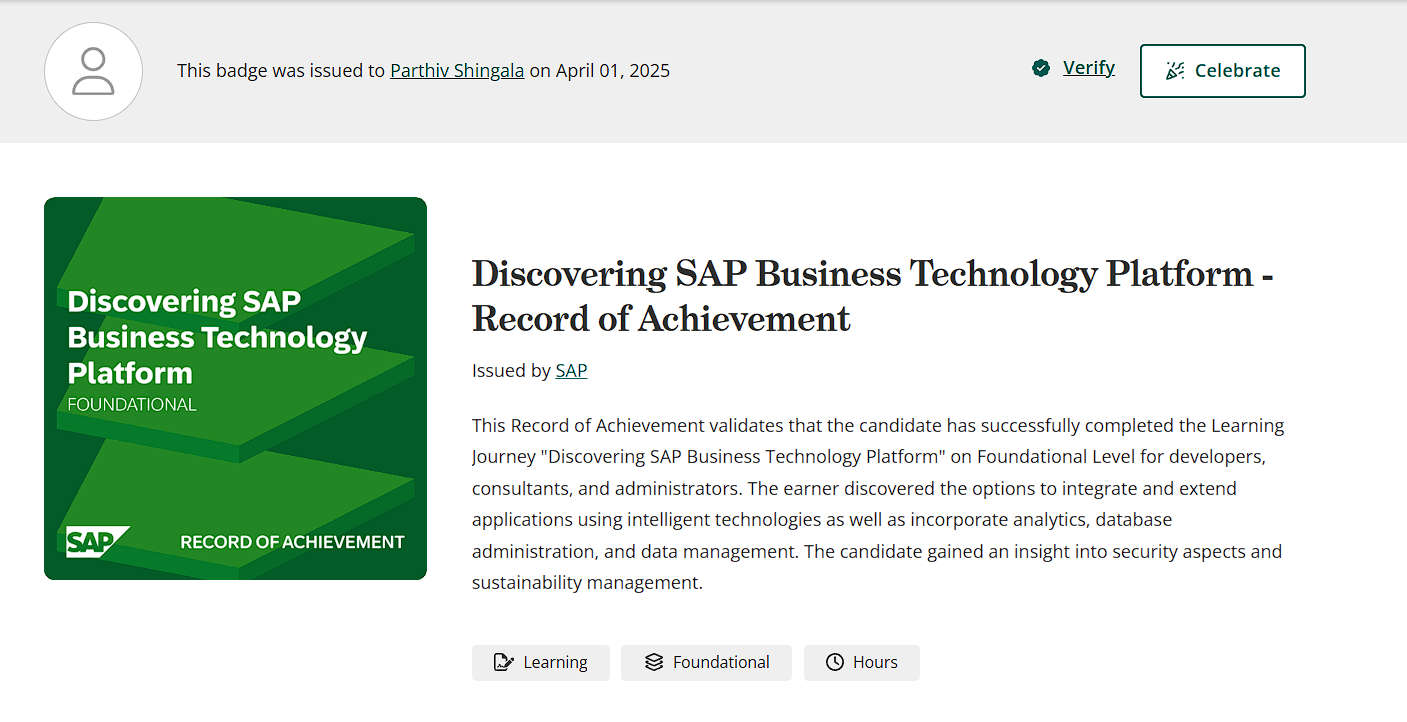 This badge was issued to Parthiv Shingala on April 01, 2025
Verify
Celebrate
Discovering SAP
Business Technology
Platform
FOUNDATIONAL
SAP
RECORD OF ACHIEVEMENT
Discovering SAP Business Technology Platform -
Record of Achievement
Issued by SAP
This Record of Achievement validates that the candidate has successfully completed the Learning
Journey "Discovering SAP Business Technology Platform" on Foundational Level for developers,
consultants, and administrators. The earner discovered the options to integrate and extend
applications using intelligent technologies as well as incorporate analytics, database
administration, and data management. The candidate gained an insight into security aspects and
sustainability management.
Learning
Foundational
Hours